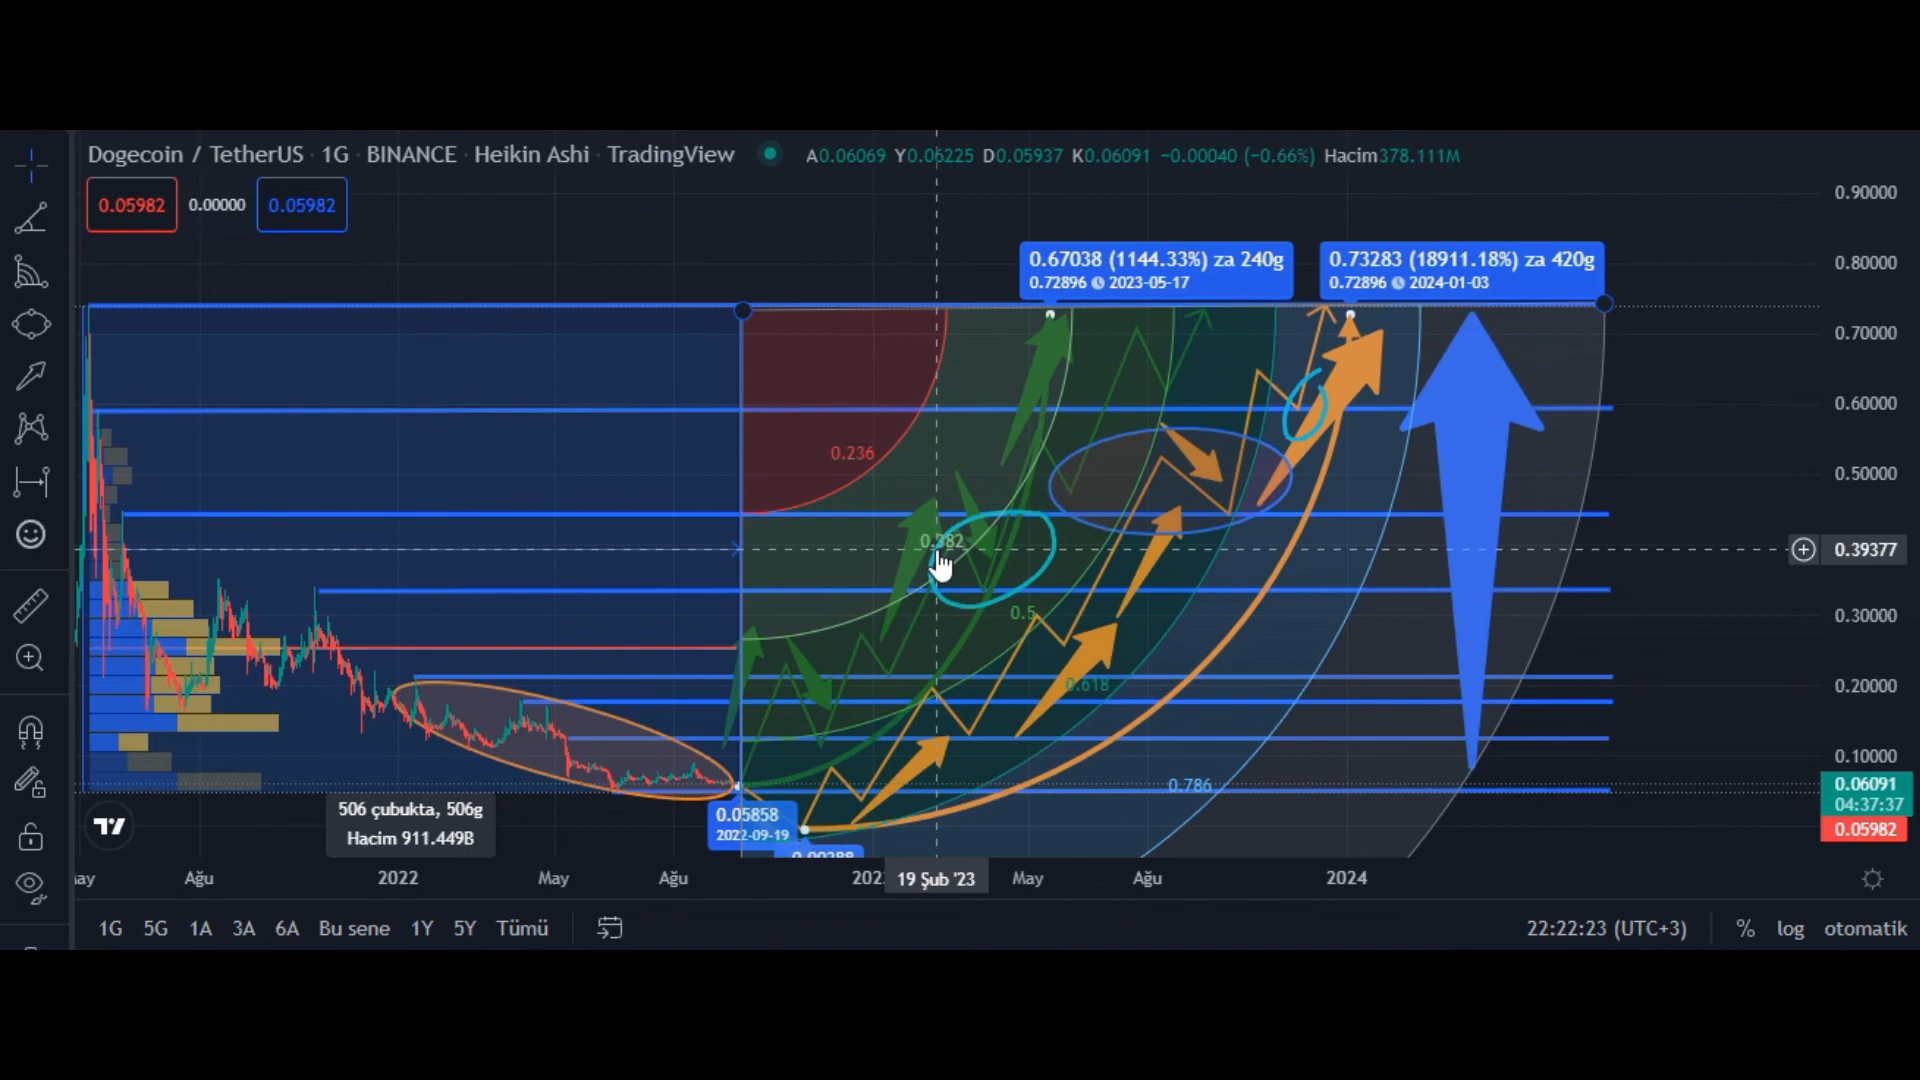 Dogecoin / TetherUS · 1G · BINANCE · Heikin Ashi · TradingView
A0.06069 Y0.06225 D0.05937 K0.06091 −0.00040 (−0.66%) Hacim378.111M
0.05982 0.00000 0.05982
0.67038 (1144.33%) za 240g
0.72896 2023-05-17
0.73283 (18911.18%) za 420g
0.72896 2024-01-03
0.90000
0.80000
0.70000
0.60000
0.50000
0.39377
0.30000
0.20000
0.10000
0.06091
04:37:37
0.05982
0.236
0.382
0.5
0.618
0.786
506 çubukta, 506g
Hacim 911.449B
0.05858
2022-09-19
Ağu 2022 May Ağu 19 Şub '23 May Ağu 2024
1G 5G 1A 3A 6A Bu sene 1Y 5Y Tümü
22:22:23 (UTC+3) % log otomatik